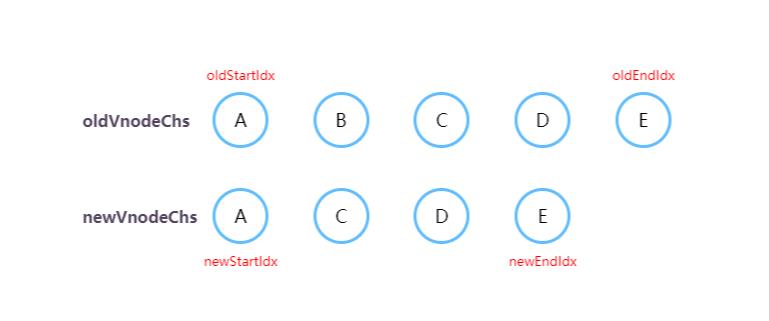 oldStartIdx oldEndIdx
oldVnodeChs A B C D E
newVnodeChs A C D E
newStartIdx newEndIdx